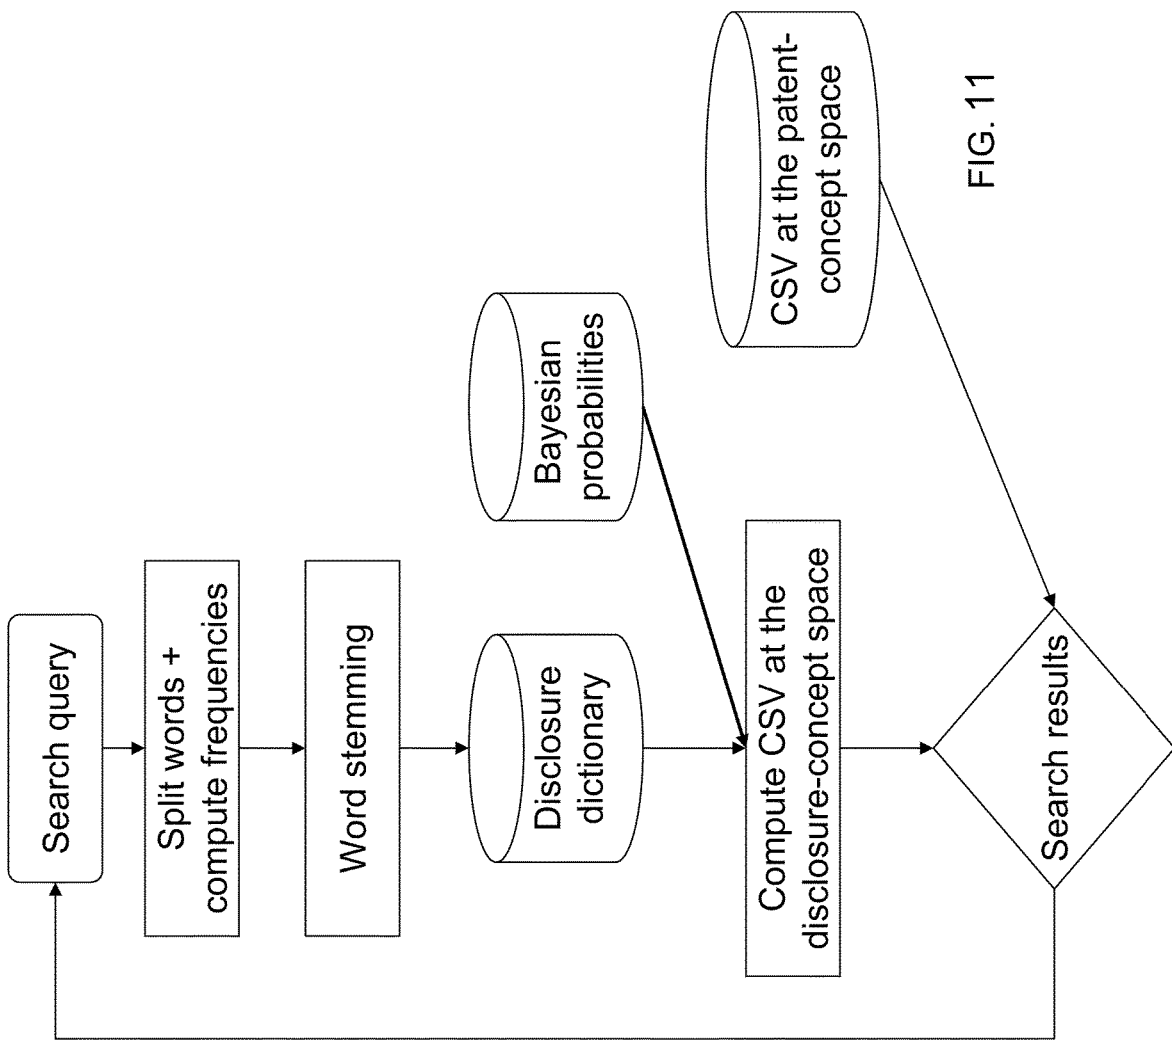 Search query
Split words +
compute frequencies
Word stemming
Disclosure
dictionary
Bayesian
probabilities
Compute CSV at the
disclosure-concept space
CSV at the patent-
concept space
Search results
FIG. 11